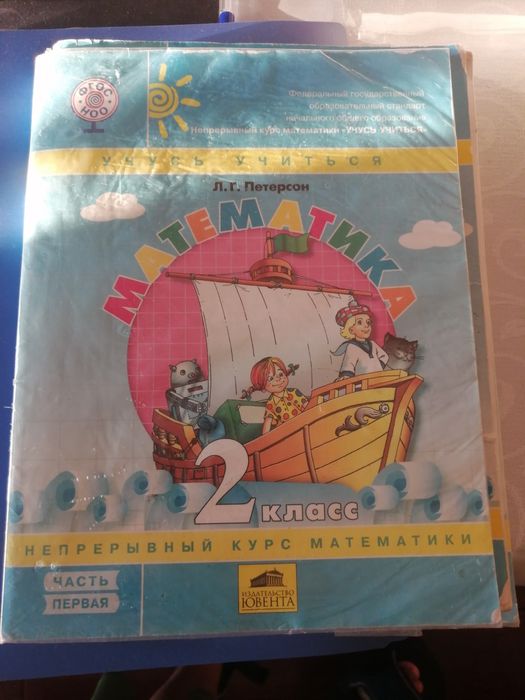 ФГОС
НОО
Федеральный государственный
образовательный стандарт
начального общего образования
Непрерывный курс математики «УЧУСЬ УЧИТЬСЯ»
УЧУСЬ УЧИТЬСЯ
Л.Г. Петерсон
МАТЕМАТИКА
2 класс
НЕПРЕРЫВНЫЙ КУРС МАТЕМАТИКИ
ЧАСТЬ
ПЕРВАЯ
ИЗДАТЕЛЬСТВО
ЮВЕНТА